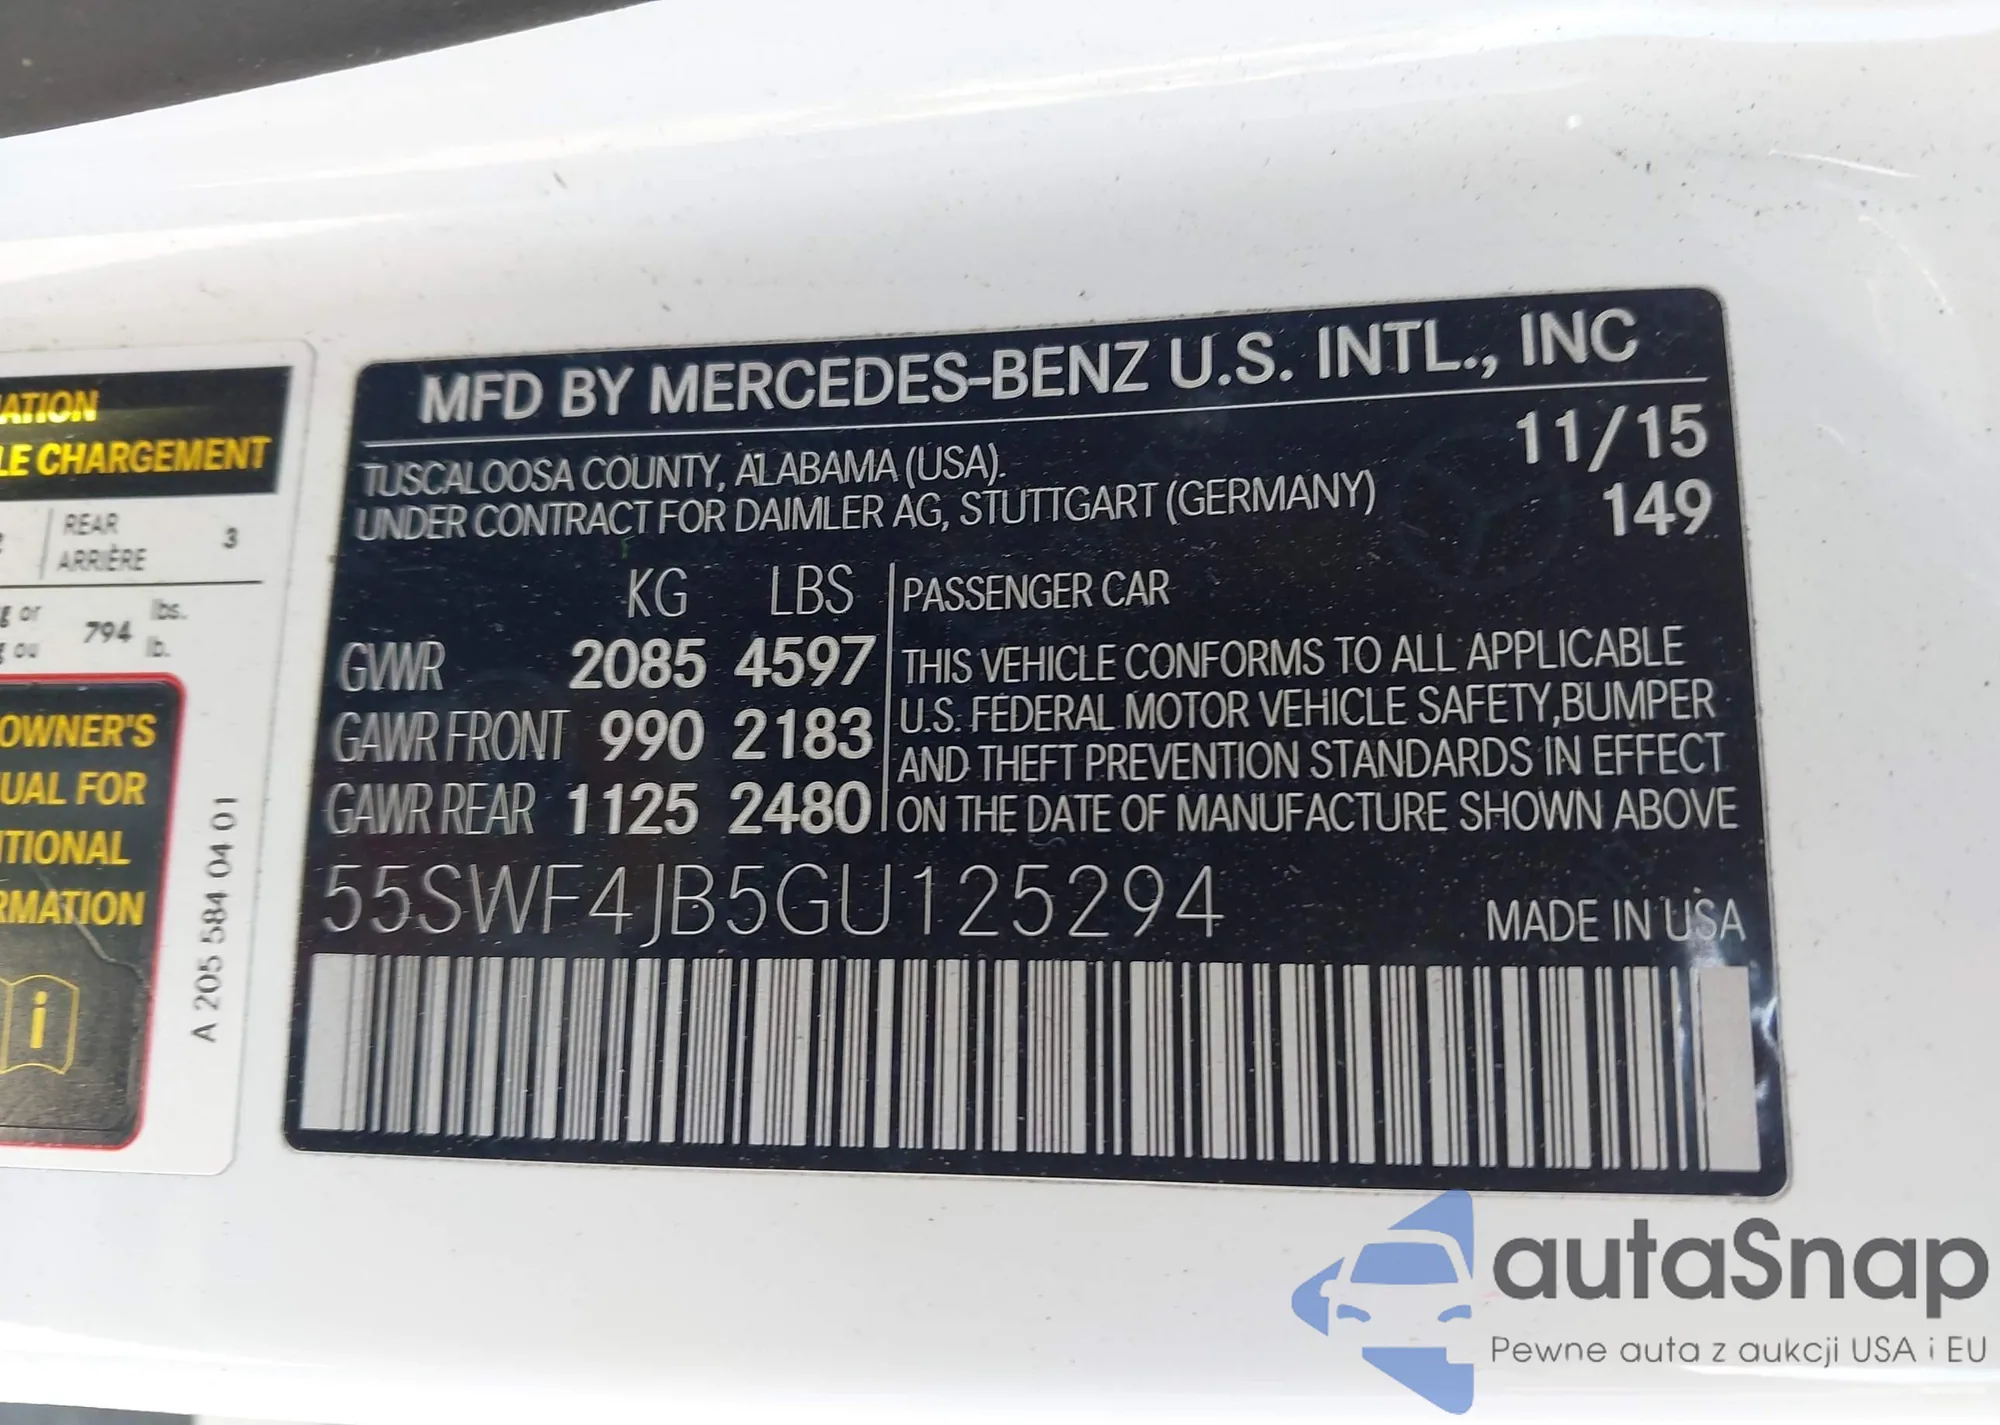 ATION
LE CHARGEMENT
REAR
ARRIÈRE
3
g or
794
lbs.
g ou
lb.
OWNER'S
UAL FOR
ITIONAL
RMATION
i
A 205 584 04 01
MFD BY MERCEDES-BENZ U.S. INTL., INC
TUSCALOOSA COUNTY, ALABAMA (USA).
11/15
UNDER CONTRACT FOR DAIMLER AG, STUTTGART (GERMANY)
149
KG LBS
GVWR 2085 4597
GAWR FRONT 990 2183
GAWR REAR 1125 2480
PASSENGER CAR
THIS VEHICLE CONFORMS TO ALL APPLICABLE
U.S. FEDERAL MOTOR VEHICLE SAFETY,BUMPER
AND THEFT PREVENTION STANDARDS IN EFFECT
ON THE DATE OF MANUFACTURE SHOWN ABOVE
55SWF4JB5GU125294
MADE IN USA
autaSnap
Pewne auta z aukcji USA i EU